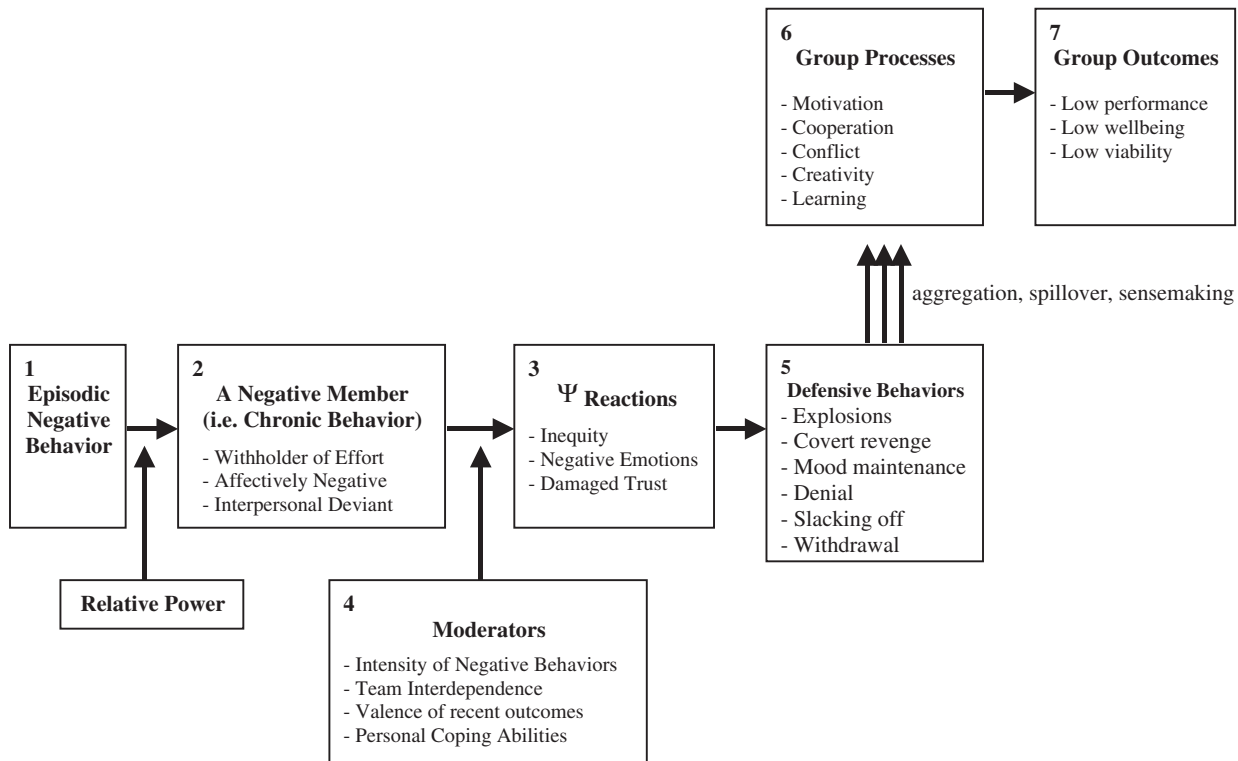 1
Episodic
Negative
Behavior
2
A Negative Member
(i.e. Chronic Behavior)
- Withholder of Effort
- Affectively Negative
- Interpersonal Deviant
Relative Power
3
Ψ Reactions
- Inequity
- Negative Emotions
- Damaged Trust
4
Moderators
- Intensity of Negative Behaviors
- Team Interdependence
- Valence of recent outcomes
- Personal Coping Abilities
5
Defensive Behaviors
- Explosions
- Covert revenge
- Mood maintenance
- Denial
- Slacking off
- Withdrawal
aggregation, spillover, sensemaking
6
Group Processes
- Motivation
- Cooperation
- Conflict
- Creativity
- Learning
7
Group Outcomes
- Low performance
- Low wellbeing
- Low viability